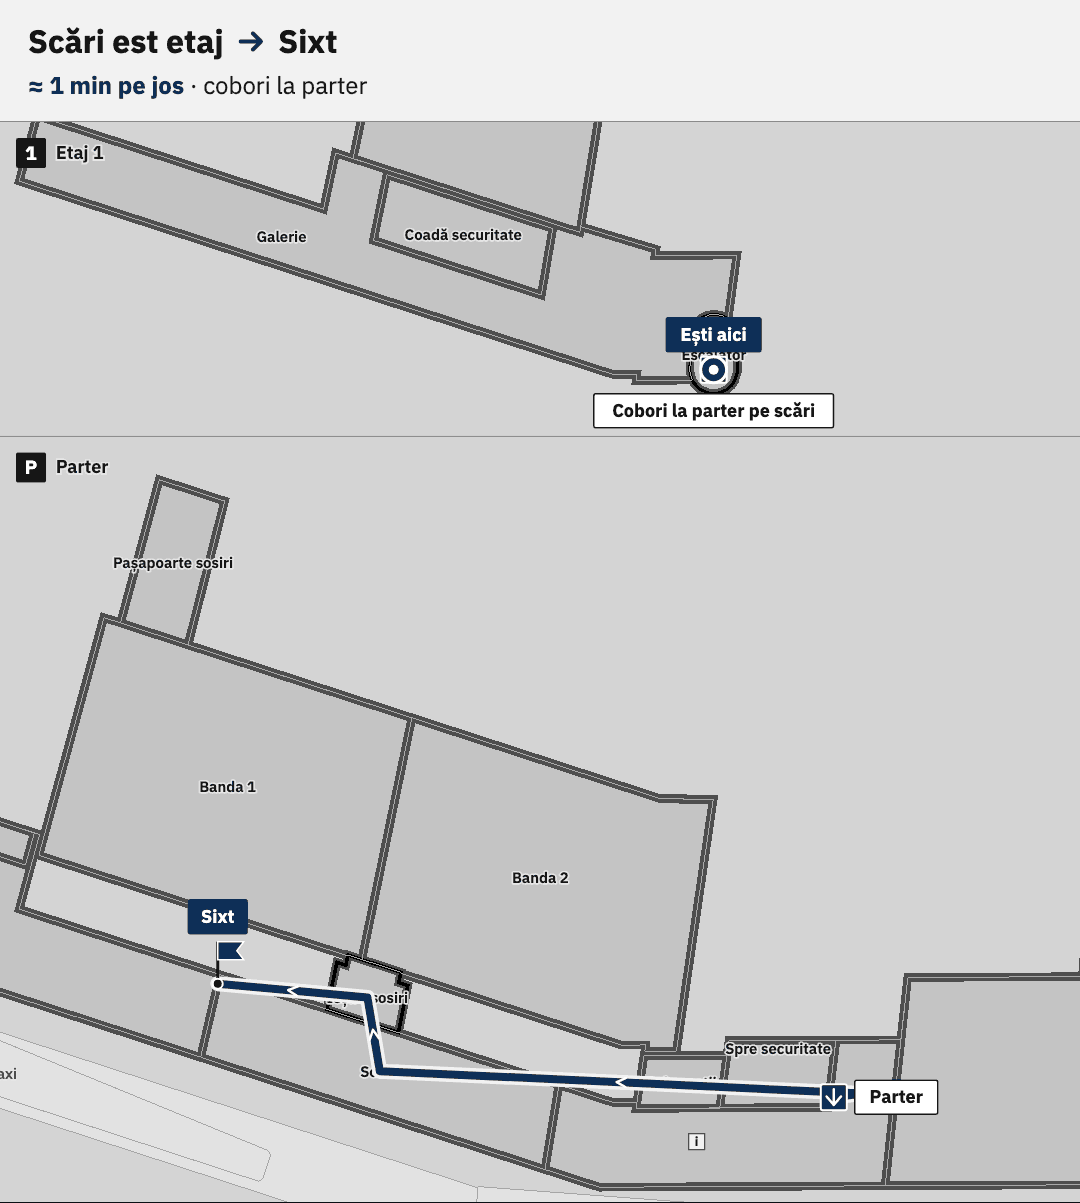 Scări est etaj → Sixt
≈ 1 min pe jos · cobori la parter
1 Etaj 1
Galerie
Coadă securitate
Ești aici
Escalator
Cobori la parter pe scări
P Parter
Pașapoarte sosiri
Banda 1
Banda 2
Sixt
sosiri
Spre securitate
axi
Parter
i